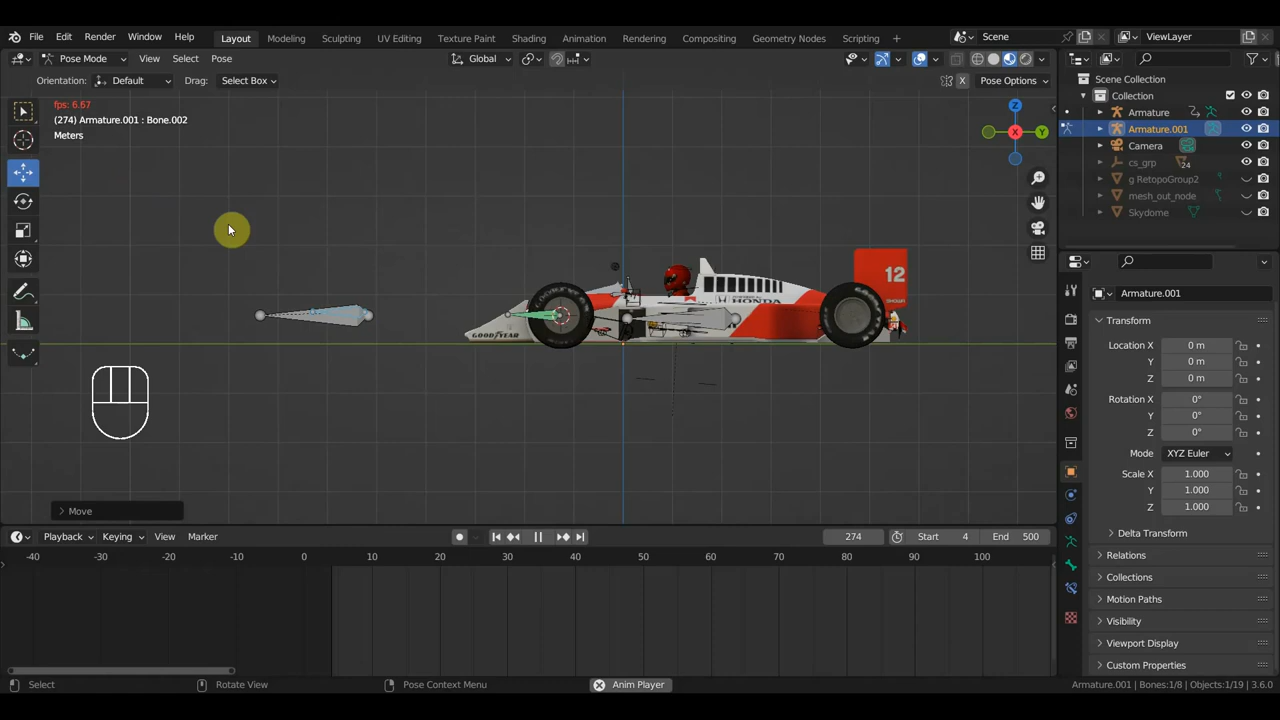 File Edit Render Window Help Layout Modeling Sculpting UV Editing Texture Paint Shading Animation Rendering Compositing Geometry Nodes Scripting + Scene ViewLayer
Pose Mode View Select Pose Global
Orientation: Default Drag: Select Box X Pose Options
fps: 6.67
(274) Armature.001 : Bone.002
Meters
Z
X Y
Scene Collection
Collection
Armature
Armature.001
Camera
cs_grp 24
g RetopoGroup2
mesh_out_node
Skydome
12
HONDA
GOODYEAR
Armature.001
Transform
Location X 0 m
Y 0 m
Z 0 m
Rotation X 0°
Y 0°
Z 0°
Mode XYZ Euler
Scale X 1.000
Y 1.000
Z 1.000
Delta Transform
Relations
Collections
Motion Paths
Visibility
Viewport Display
Custom Properties
Move
Playback Keying View Marker 274 Start 4 End 500
-40 -30 -20 -10 0 10 20 30 40 50 60 70 80 90 100
Select Rotate View Pose Context Menu Anim Player Armature.001 | Bones:1/8 | Objects:1/19 | 3.6.0